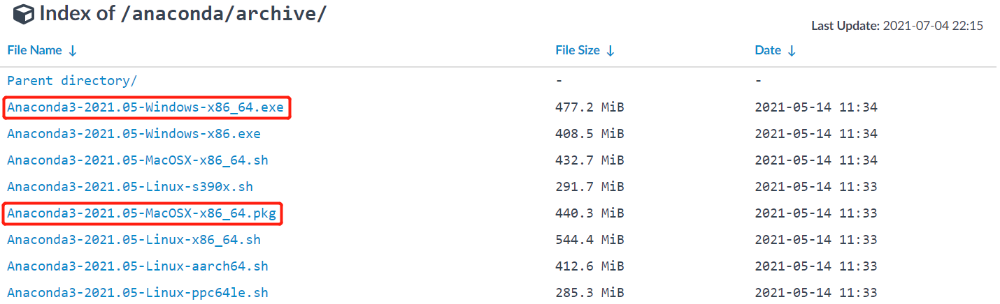 Index of /anaconda/archive/
Last Update: 2021-07-04 22:15
File Name ↓ File Size ↓ Date ↓
Parent directory/ - -
Anaconda3-2021.05-Windows-x86_64.exe 477.2 MiB 2021-05-14 11:34
Anaconda3-2021.05-Windows-x86.exe 408.5 MiB 2021-05-14 11:34
Anaconda3-2021.05-MacOSX-x86_64.sh 432.7 MiB 2021-05-14 11:34
Anaconda3-2021.05-Linux-s390x.sh 291.7 MiB 2021-05-14 11:33
Anaconda3-2021.05-MacOSX-x86_64.pkg 440.3 MiB 2021-05-14 11:33
Anaconda3-2021.05-Linux-x86_64.sh 544.4 MiB 2021-05-14 11:33
Anaconda3-2021.05-Linux-aarch64.sh 412.6 MiB 2021-05-14 11:33
Anaconda3-2021.05-Linux-ppc64le.sh 285.3 MiB 2021-05-14 11:33